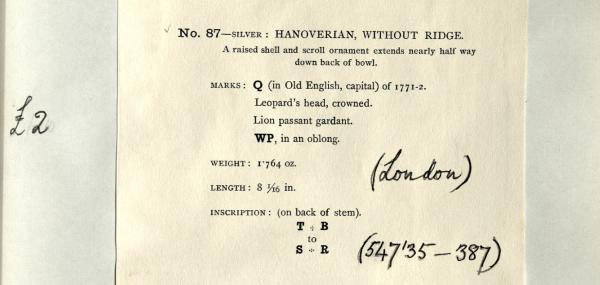 No. 87—SILVER: HANOVERIAN, WITHOUT RIDGE.
A raised shell and scroll ornament extends nearly half way
down back of bowl.
MARKS: Q (in Old English, capital) of 1771-2.
Leopard's head, crowned.
Lion passant gardant.
£2
WP, in an oblong.
WEIGHT: 1·764 oz.
(London)
LENGTH: 8 1/16 in.
INSCRIPTION: (on back of stem).
T ÷ B
to
S ÷ R
(547'35—387)